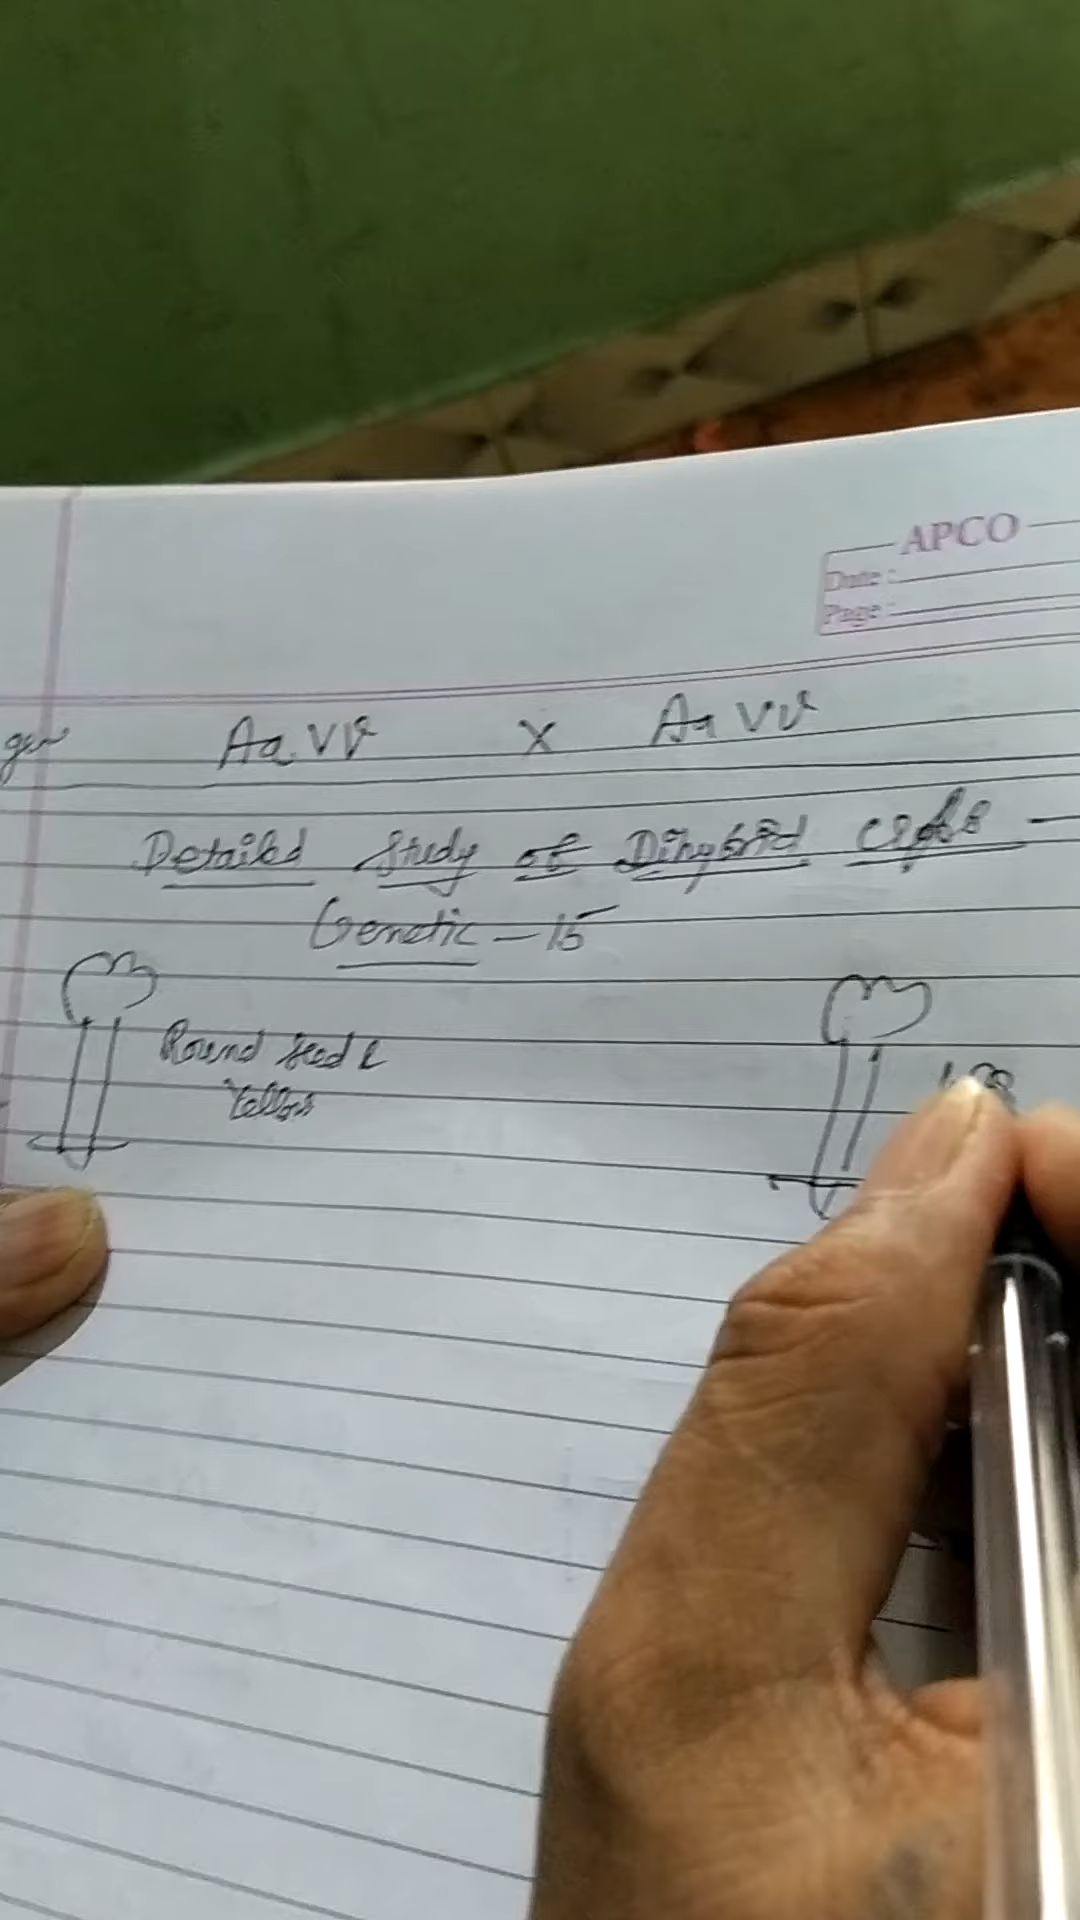 APCO
Date :
Page :
Aa Vv X Aa Vv
Detailed Study of Dihybrid Cross -
Genetic - 15
Round Seed &
Yellow